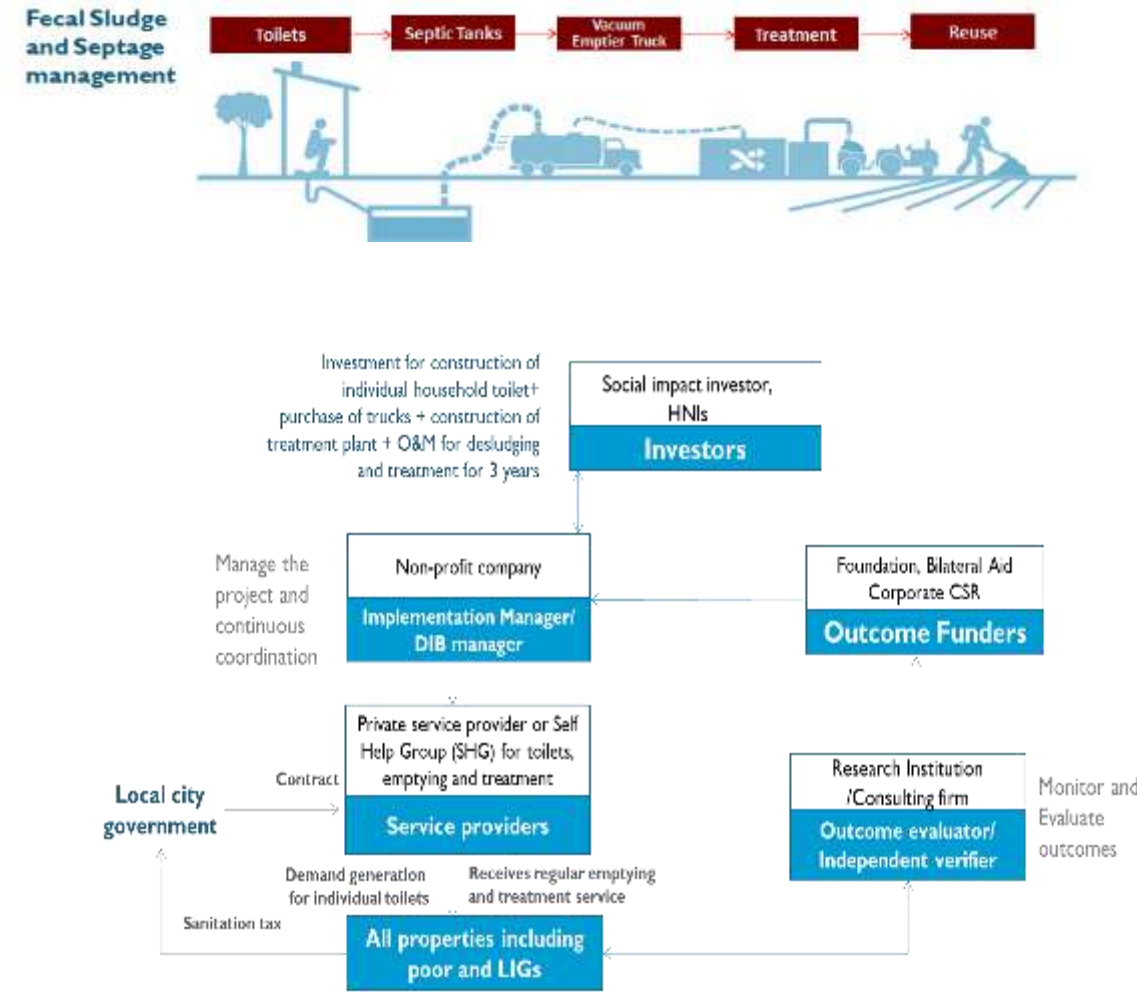 Fecal Sludge
and Septage
management
Toilets
Septic Tanks
Vacuum
Emptier Truck
Treatment
Reuse
Investment for construction of
individual household toilet+
purchase of trucks + construction of
treatment plant + O&M for desludging
and treatment for 3 years
Social impact investor,
HNIs
Investors
Manage the
project and
continuous
coordination
Non-profit company
Implementation Manager/
DIB manager
Foundation, Bilateral Aid
Corporate CSR
Outcome Funders
Private service provider or Self
Help Group (SHG) for toilets,
emptying and treatment
Service providers
Contract
Local city
government
Research Institution
/Consulting firm
Outcome evaluator/
Independent verifier
Monitor and
Evaluate
outcomes
Demand generation
for individual toilets
Receives regular emptying
and treatment service
Sanitation tax
All properties including
poor and LIGs